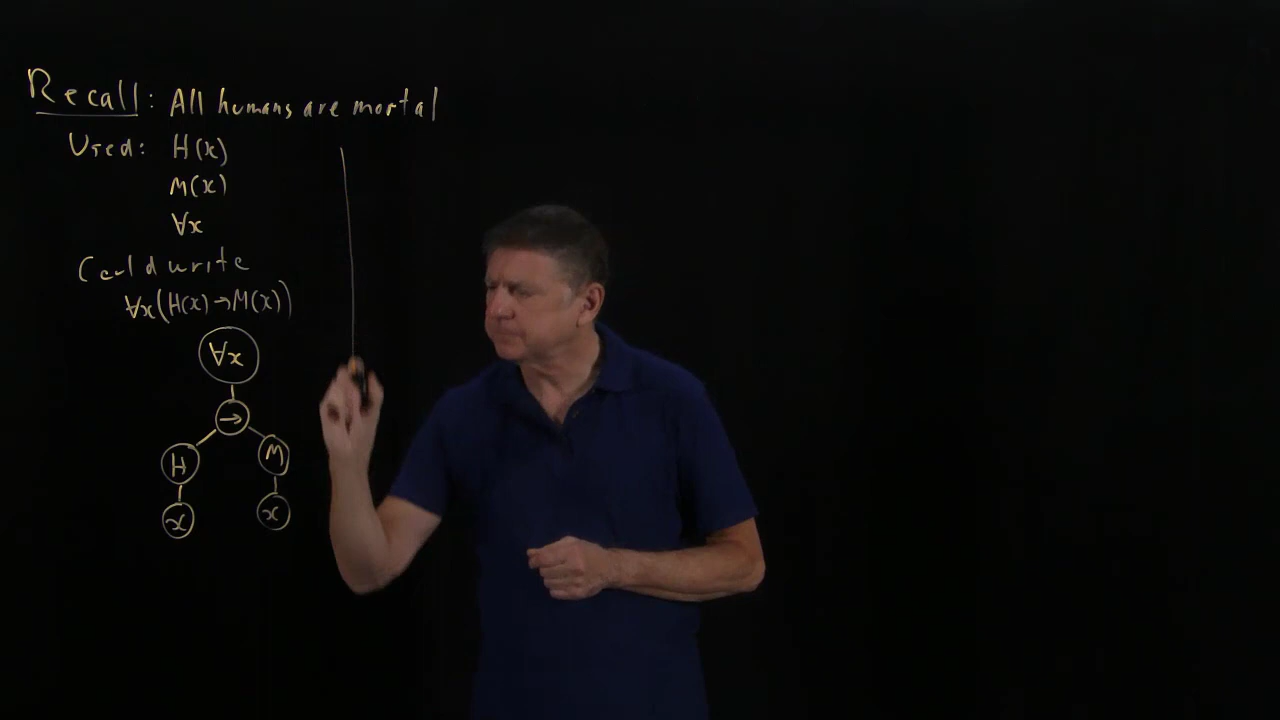 Recall: All humans are mortal
Used: H(x)
M(x)
∀x
Could write
∀x(H(x)→M(x))
∀x
→
H M
x x